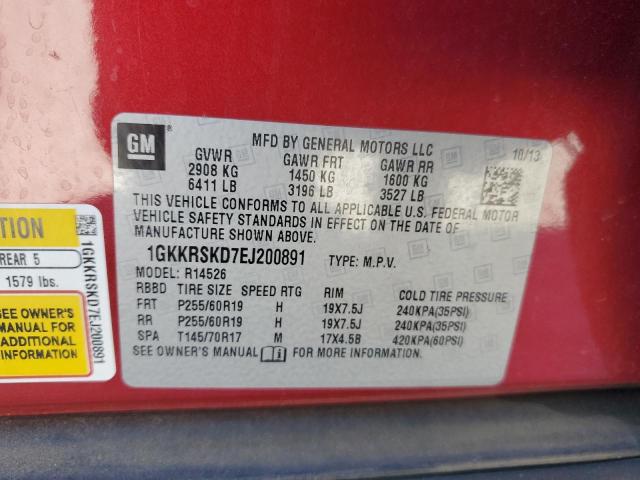 GM
MFD BY GENERAL MOTORS LLC
10/13
GVWR GAWR FRT GAWR RR
2908 KG 1450 KG 1600 KG
6411 LB 3196 LB 3527 LB
THIS VEHICLE CONFORMS TO ALL APPLICABLE U.S. FEDERAL MOTOR
VEHICLE SAFETY STANDARDS IN EFFECT ON THE DATE OF
MANUFACTURE SHOWN ABOVE.
1GKKRSKD7EJ200891 TYPE: M.P.V.
MODEL: R14526
RBBD TIRE SIZE SPEED RTG RIM COLD TIRE PRESSURE
FRT P255/60R19 H 19X7.5J 240KPA(35PSI)
RR P255/60R19 H 19X7.5J 240KPA(35PSI)
SPA T145/70R17 M 17X4.5B 420KPA(60PSI)
SEE OWNER'S MANUAL FOR MORE INFORMATION
TION
REAR 5
1579 lbs.
SEE OWNER'S
MANUAL FOR
ADDITIONAL
INFORMATION
1GKKRSKD7EJ200891